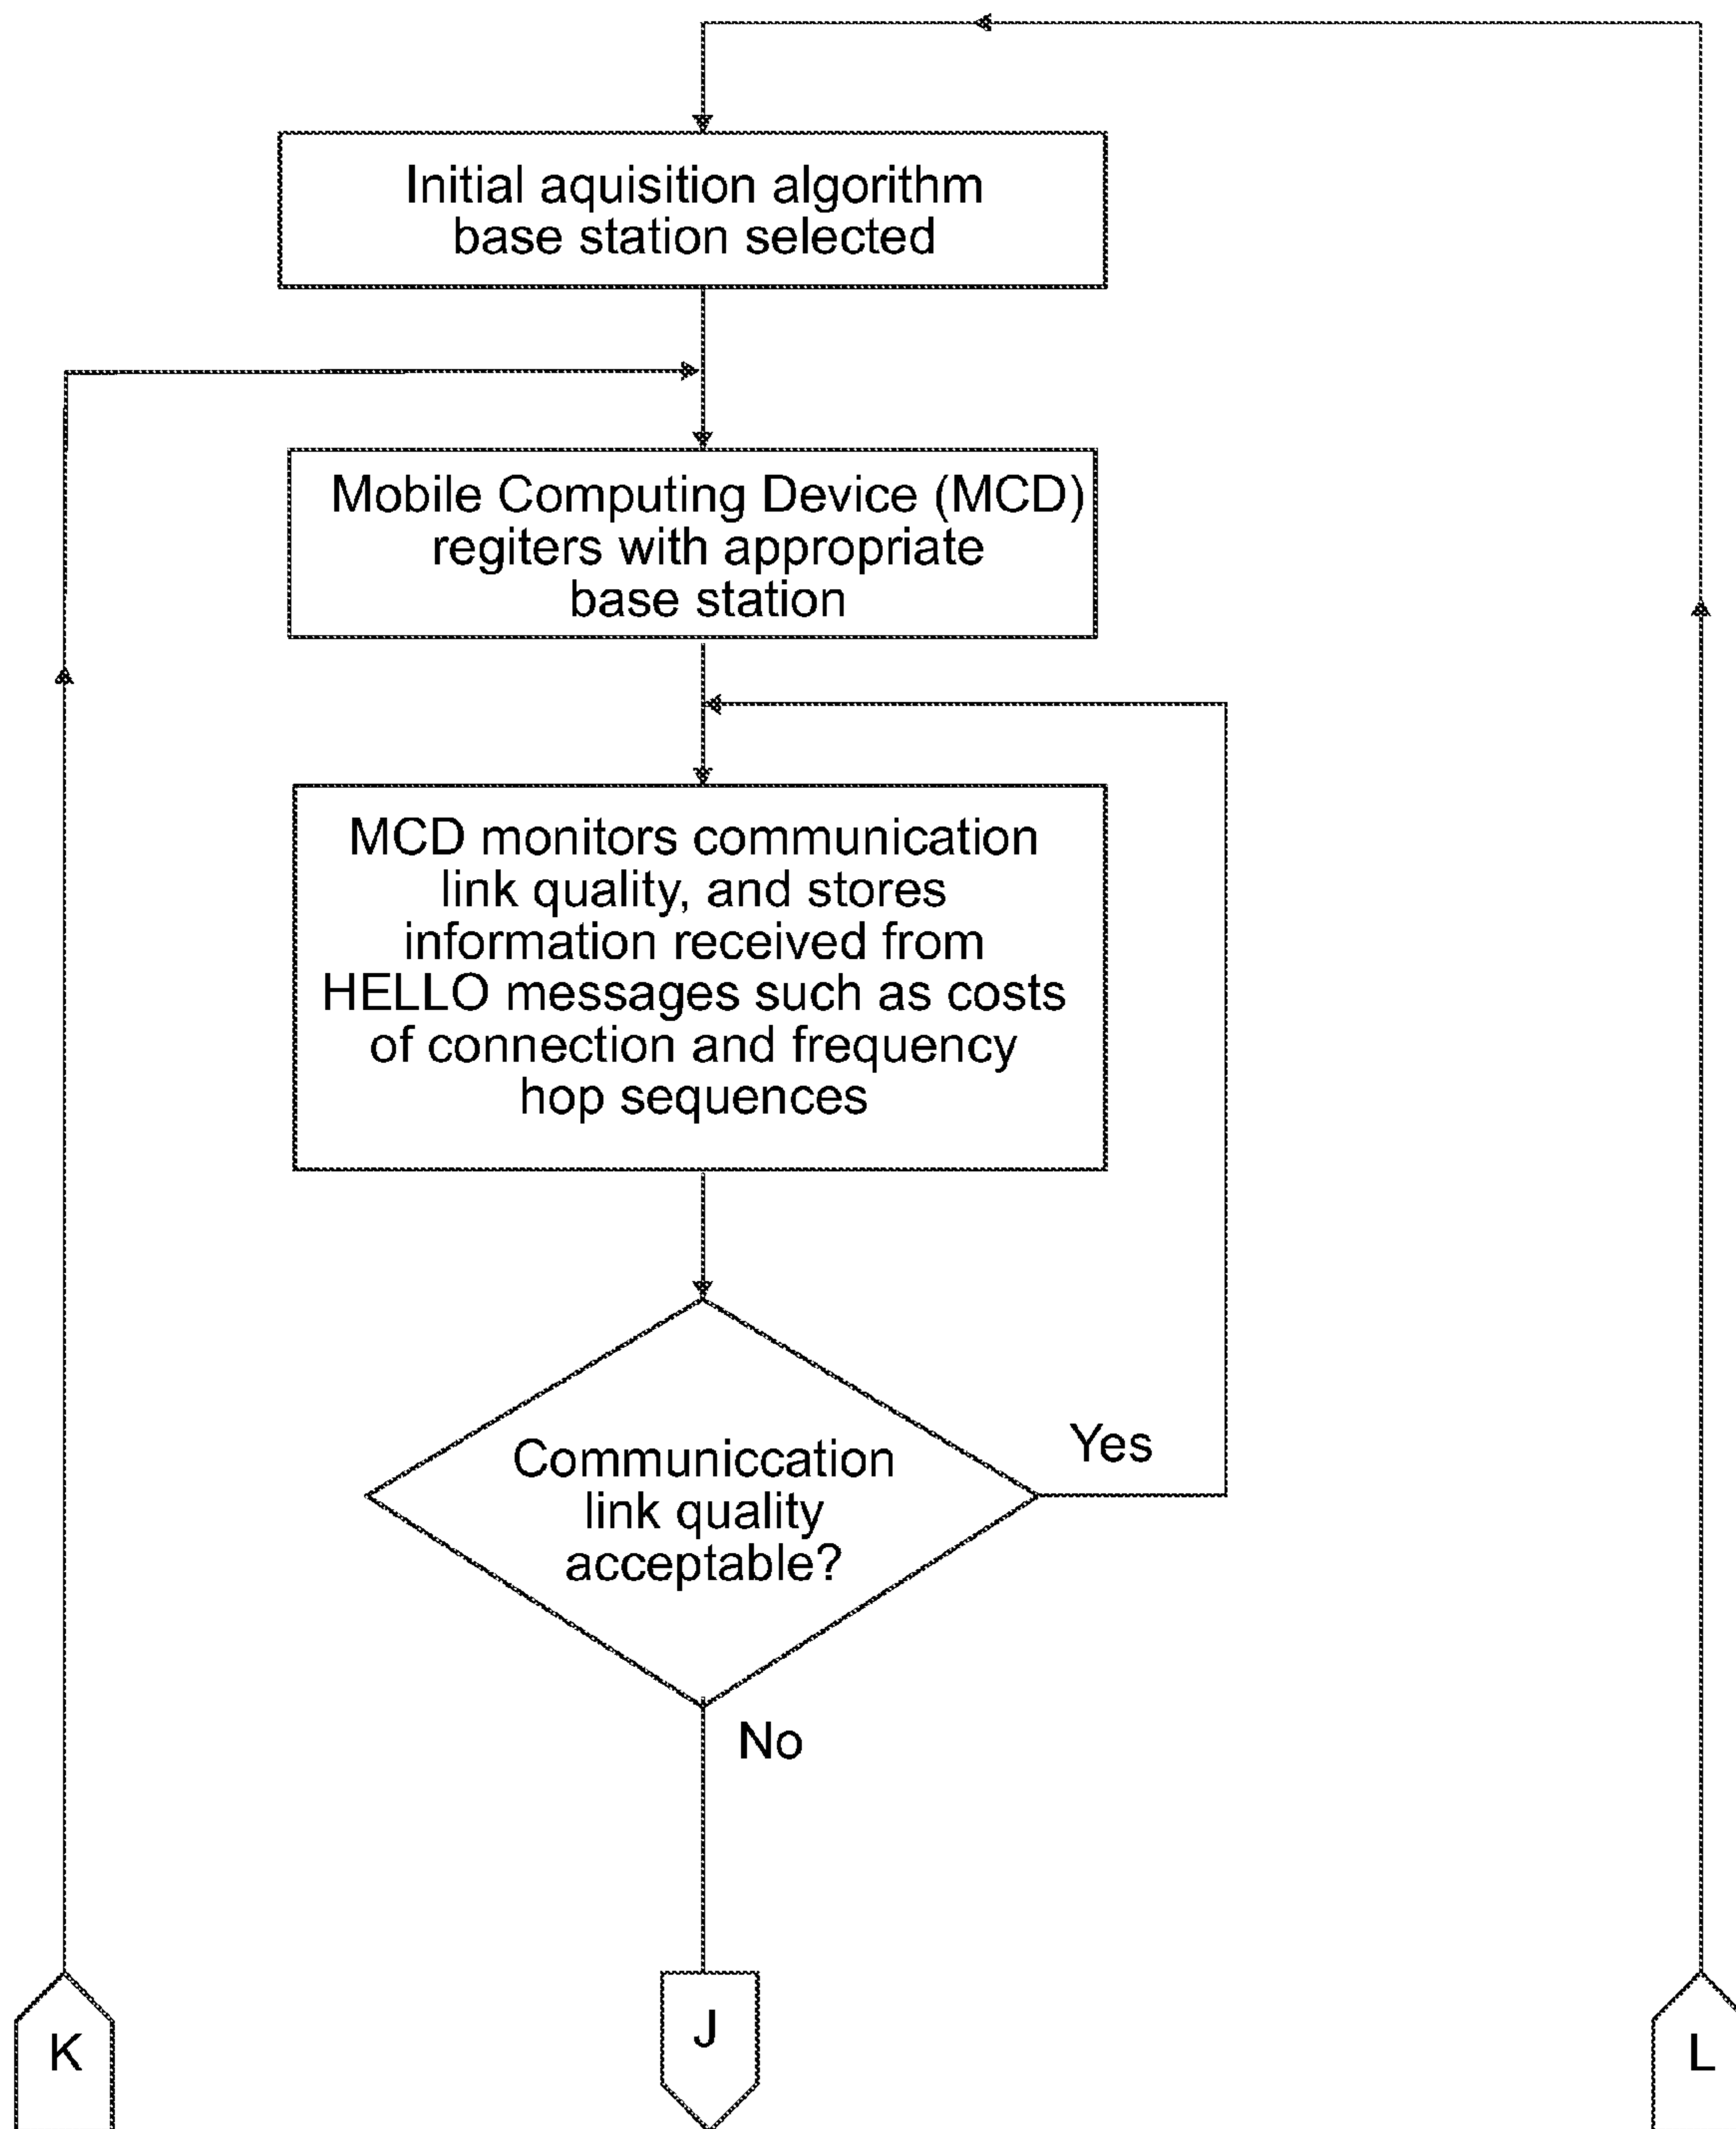 Initial aquisition algorithm
base station selected
Mobile Computing Device (MCD)
regiters with appropriate
base station
MCD monitors communication
link quality, and stores
information received from
HELLO messages such as costs
of connection and frequency
hop sequences
Communiccation
link quality
acceptable?
Yes
No
K
J
L